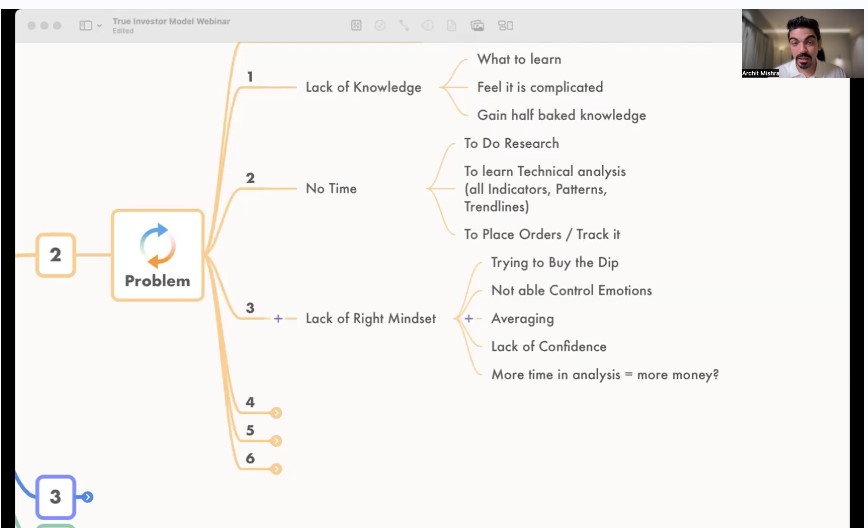 True Investor Model Webinar
Edited
Archit Mishra
1
Lack of Knowledge
What to learn
Feel it is complicated
Gain half baked knowledge
2
No Time
To Do Research
To learn Technical analysis
(all Indicators, Patterns,
Trendlines)
To Place Orders / Track it
2
Problem
3
+
Lack of Right Mindset
+
Trying to Buy the Dip
Not able Control Emotions
Averaging
Lack of Confidence
More time in analysis = more money?
4
5
6
3